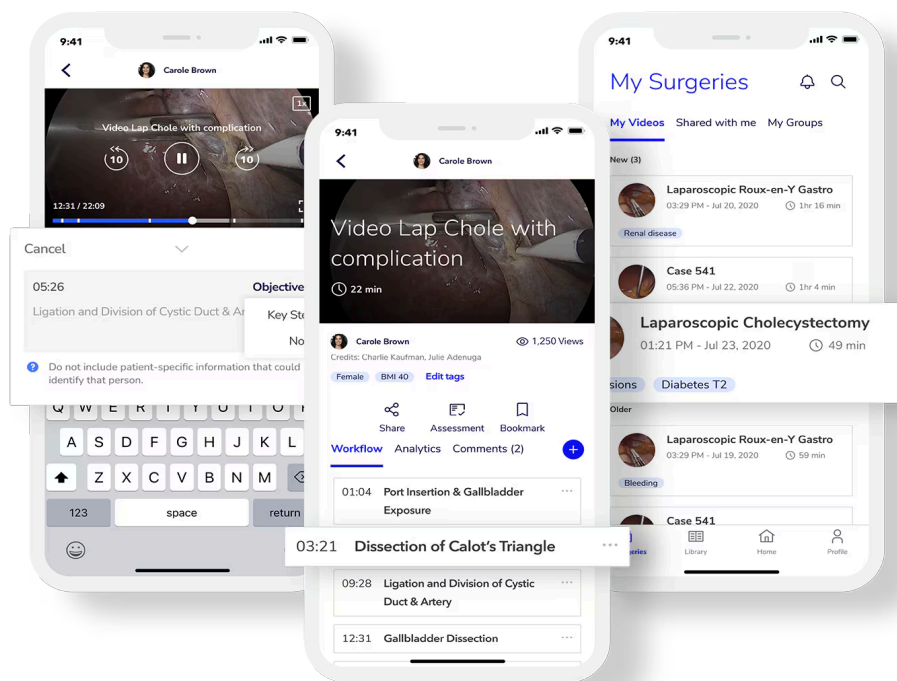 9:41
Carole Brown
1x
Video Lap Chole with complication
10
10
12:31 / 22:09
Cancel
05:26
Objective
Ligation and Division of Cystic Duct &
Key
Do not include patient-specific information that could
identify that person.
Q W E R T Y U I O
A S D F G H J K L
Z X C V B N M
123
space
return
9:41
Carole Brown
Video Lap Chole with
complication
22 min
Carole Brown
1,250 Views
Credits: Charlie Kaufman, Julie Adenuga
Female
BMI 40
Edit tags
Share
Assessment
Bookmark
Workflow
Analytics
Comments (2)
01:04
Port Insertion & Gallbladder
Exposure
03:21
Dissection of Calot's Triangle
09:28
Ligation and Division of Cystic
Duct & Artery
12:31
Gallbladder Dissection
9:41
My Surgeries
My Videos
Shared with me
My Groups
New (3)
Laparoscopic Roux-en-Y Gastro
03:29 PM - Jul 20, 2020
1hr 16 min
Renal disease
Case 541
05:36 PM - Jul 22, 2020
1hr 4 min
Laparoscopic Cholecystectomy
01:21 PM - Jul 23, 2020
49 min
Diabetes T2
Older
Laparoscopic Roux-en-Y Gastro
03:29 PM - Jul 19, 2020
59 min
Bleeding
Case 541
Library
Home
Profile